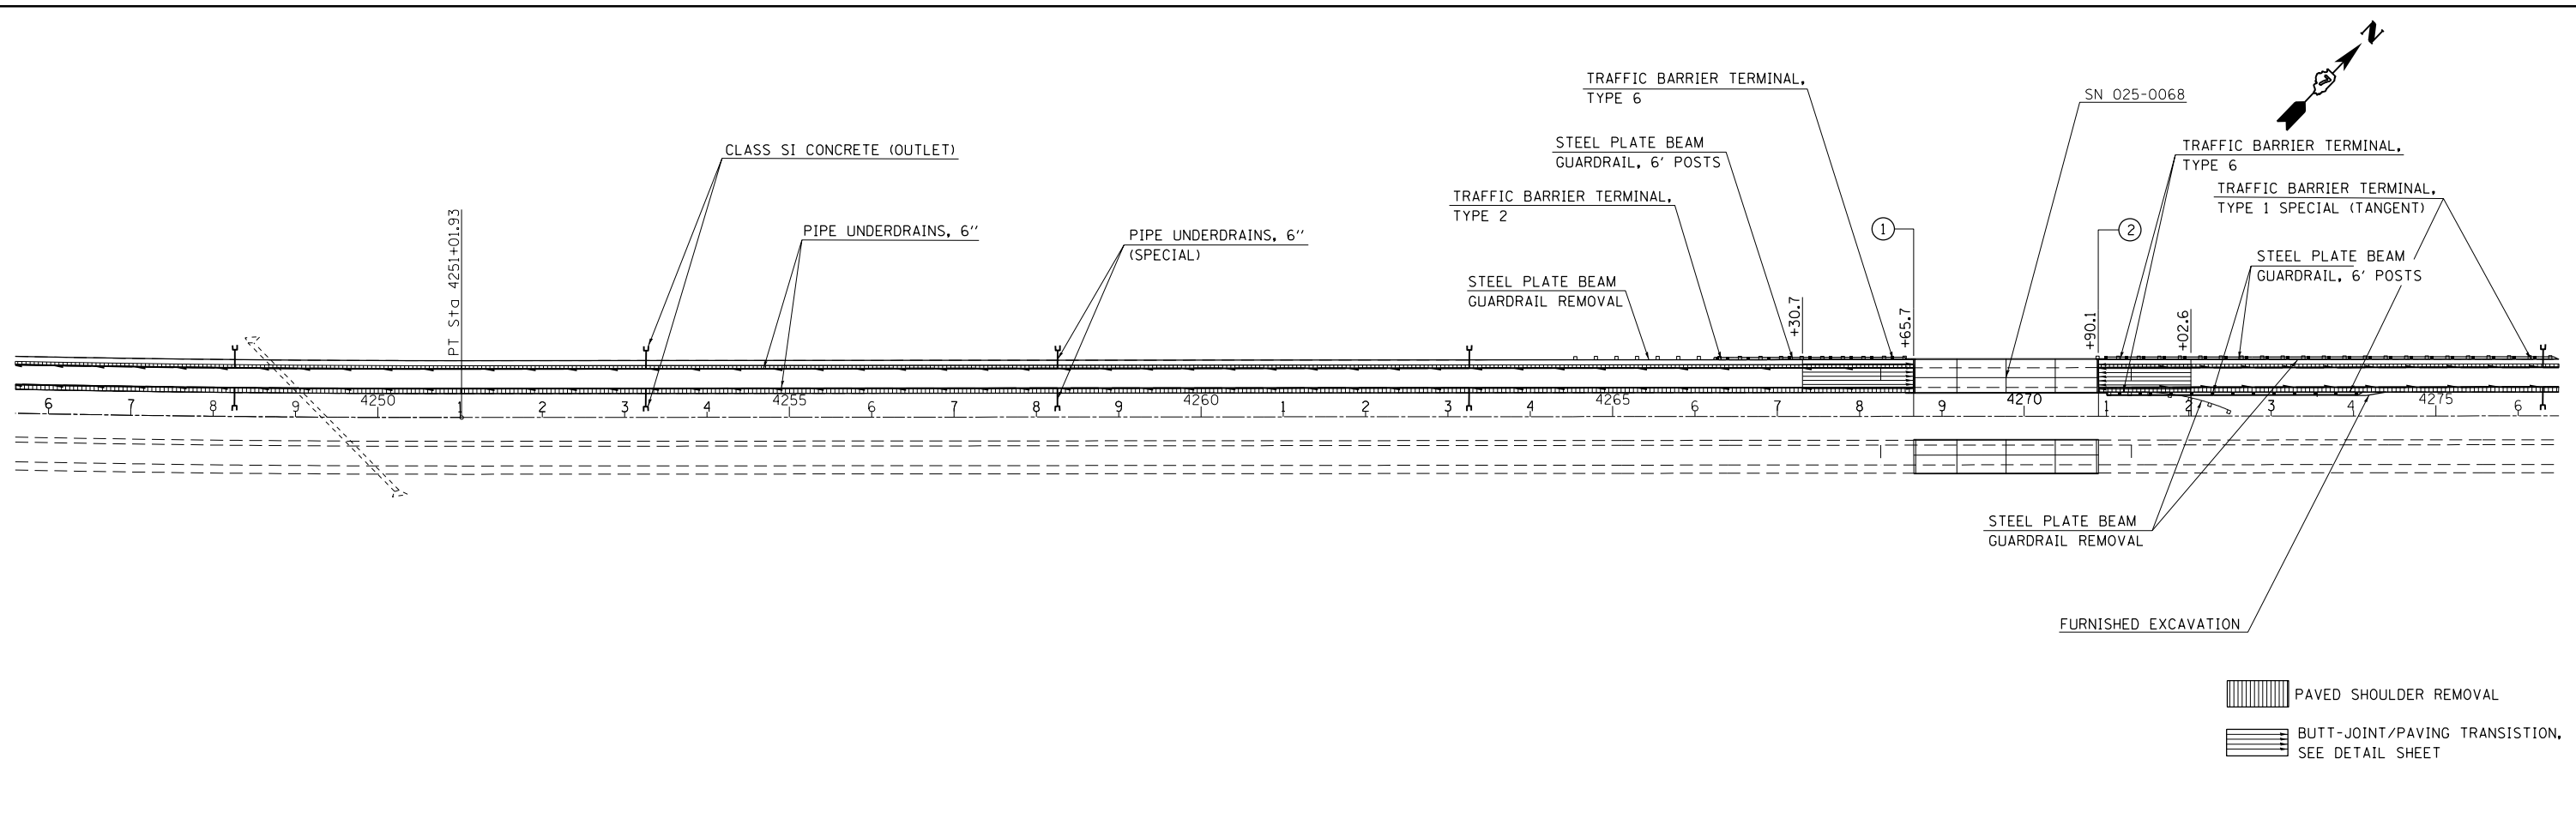 N
TRAFFIC BARRIER TERMINAL,
TYPE 6
SN 025-0068
STEEL PLATE BEAM
GUARDRAIL, 6' POSTS
TRAFFIC BARRIER TERMINAL,
TYPE 6
CLASS SI CONCRETE (OUTLET)
TRAFFIC BARRIER TERMINAL,
TYPE 2
TRAFFIC BARRIER TERMINAL,
TYPE 1 SPECIAL (TANGENT)
PT Sta 4251+01.93
PIPE UNDERDRAINS, 6''
PIPE UNDERDRAINS, 6''
(SPECIAL)
1
2
STEEL PLATE BEAM
GUARDRAIL, 6' POSTS
STEEL PLATE BEAM
GUARDRAIL REMOVAL
+30.7
+65.7
+90.1
+02.6
6 7 8 9 4250 1 2 3 4 4255 6 7 8 9 4260 1 2 3 4 4265 6 7 8 9 4270 1 2 3 4 4275 6
STEEL PLATE BEAM
GUARDRAIL REMOVAL
FURNISHED EXCAVATION
PAVED SHOULDER REMOVAL
BUTT-JOINT/PAVING TRANSISTION,
SEE DETAIL SHEET